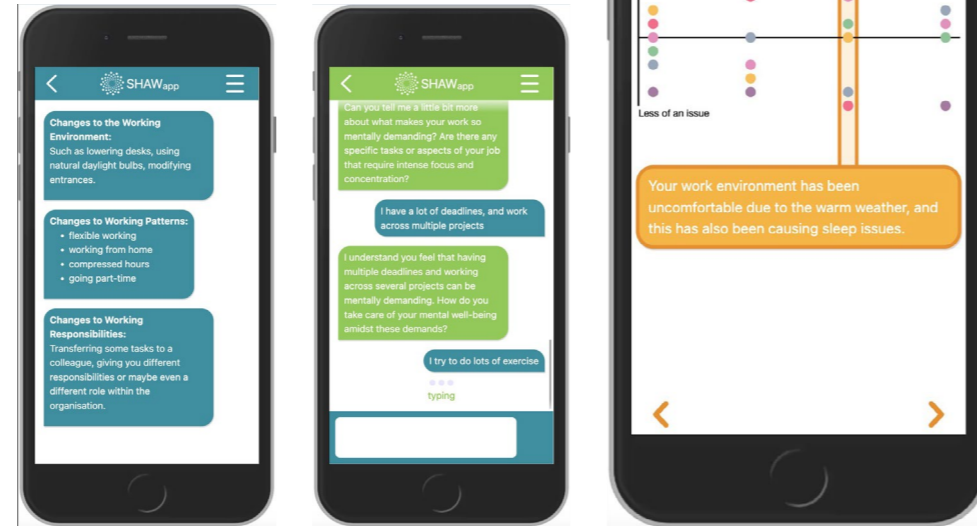 SHAWapp
Changes to the Working
Environment:
Such as lowering desks, using
natural daylight bulbs, modifying
entrances.
Changes to Working Patterns:
• flexible working
• working from home
• compressed hours
• going part-time
Changes to Working
Responsibilities:
Transferring some tasks to a
colleague, giving you different
responsibilities or maybe even a
different role within the
organisation.
SHAWapp
Can you tell me a little bit more
about what makes your work so
mentally demanding? Are there any
specific tasks or aspects of your job
that require intense focus and
concentration?
I have a lot of deadlines, and work
across multiple projects
I understand you feel that having
multiple deadlines and working
across several projects can be
mentally demanding. How do you
take care of your mental well-being
amidst these demands?
I try to do lots of exercise
typing
Less of an issue
Your work environment has been
uncomfortable due to the warm weather, and
this has also been causing sleep issues.